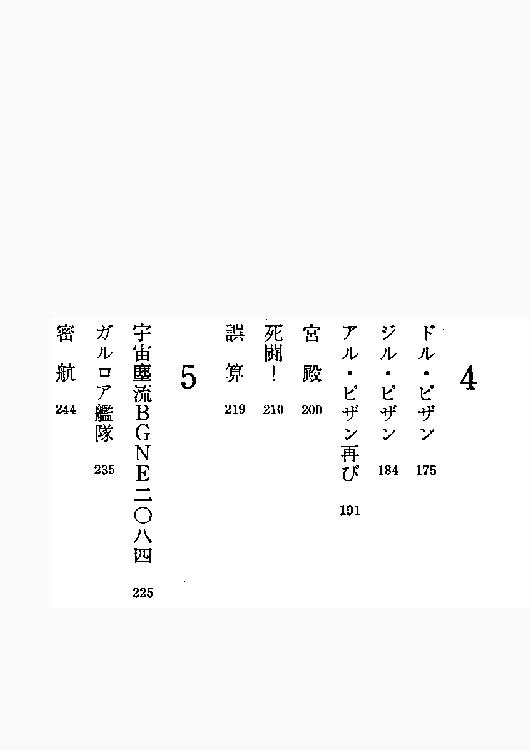 4
ドル・ピザン 175
ジル・ピザン 184
アル・ピザン再び 191
宮殿 200
死闘！ 210
誤算 219
5
宇宙塵流BGNE二〇八四 225
ガルロア艦隊 235
密航 244